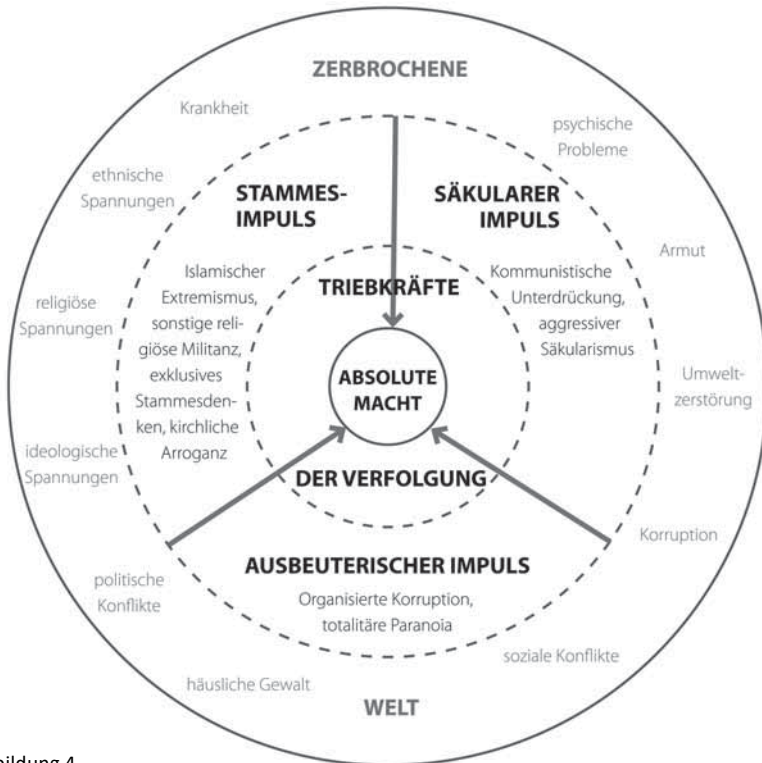 ZERBROCHENE
Krankheit
psychische
Probleme
ethnische
Spannungen
STAMMES-
IMPULS
SÄKULARER
IMPULS
Armut
Islamischer
Extremismus,
sonstige reli-
giöse Militanz,
exklusives
Stammesden-
ken, kirchliche
Arroganz
TRIEBKRÄFTE
Kommunistische
Unterdrückung,
aggressiver
Säkularismus
religiöse
Spannungen
ABSOLUTE
MACHT
Umwelt-
zerstörung
ideologische
Spannungen
DER VERFOLGUNG
Korruption
AUSBEUTERISCHER IMPULS
Organisierte Korruption,
totalitäre Paranoia
politische
Konflikte
soziale Konflikte
häusliche Gewalt
WELT